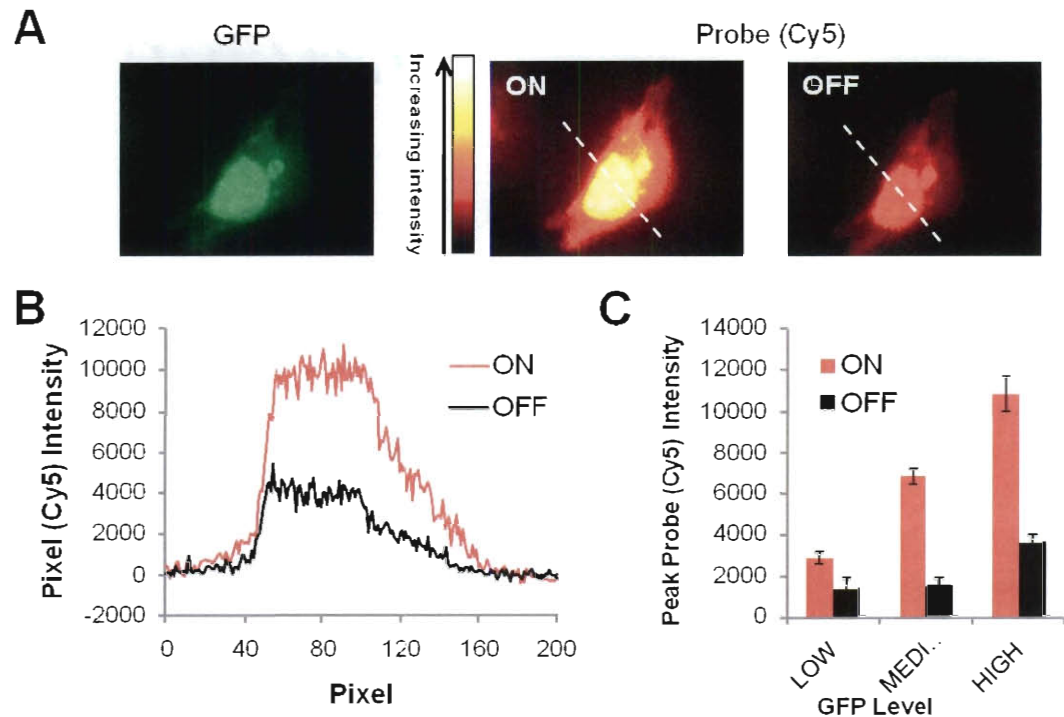 A
GFP
Increasing intensity
Probe (Cy5)
ON
OFF
B
Pixel (Cy5) Intensity
12000
10000
8000
6000
4000
2000
0
-2000
ON
OFF
0 40 80 120 160 200
Pixel
C
Peak Probe (Cy5) Intensity
14000
12000
10000
8000
6000
4000
2000
0
ON
OFF
LOW MEDI... HIGH
GFP Level